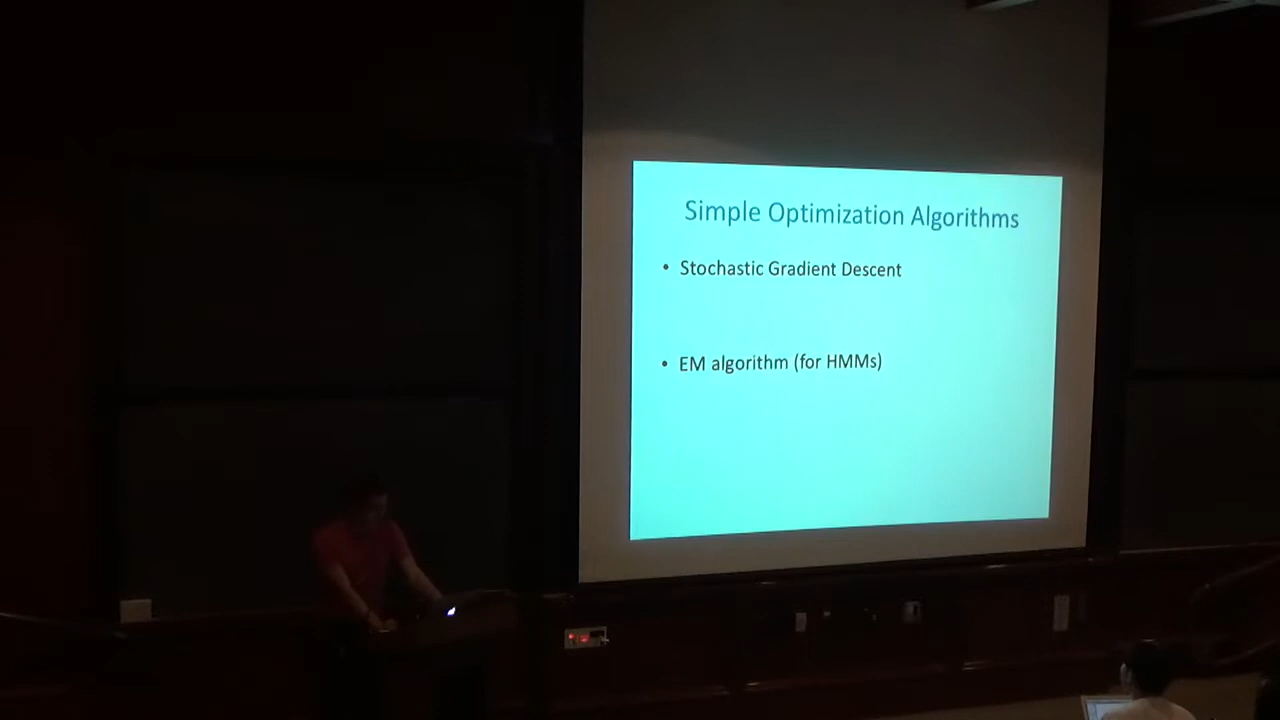 Simple Optimization Algorithms
• Stochastic Gradient Descent
• EM algorithm (for HMMs)